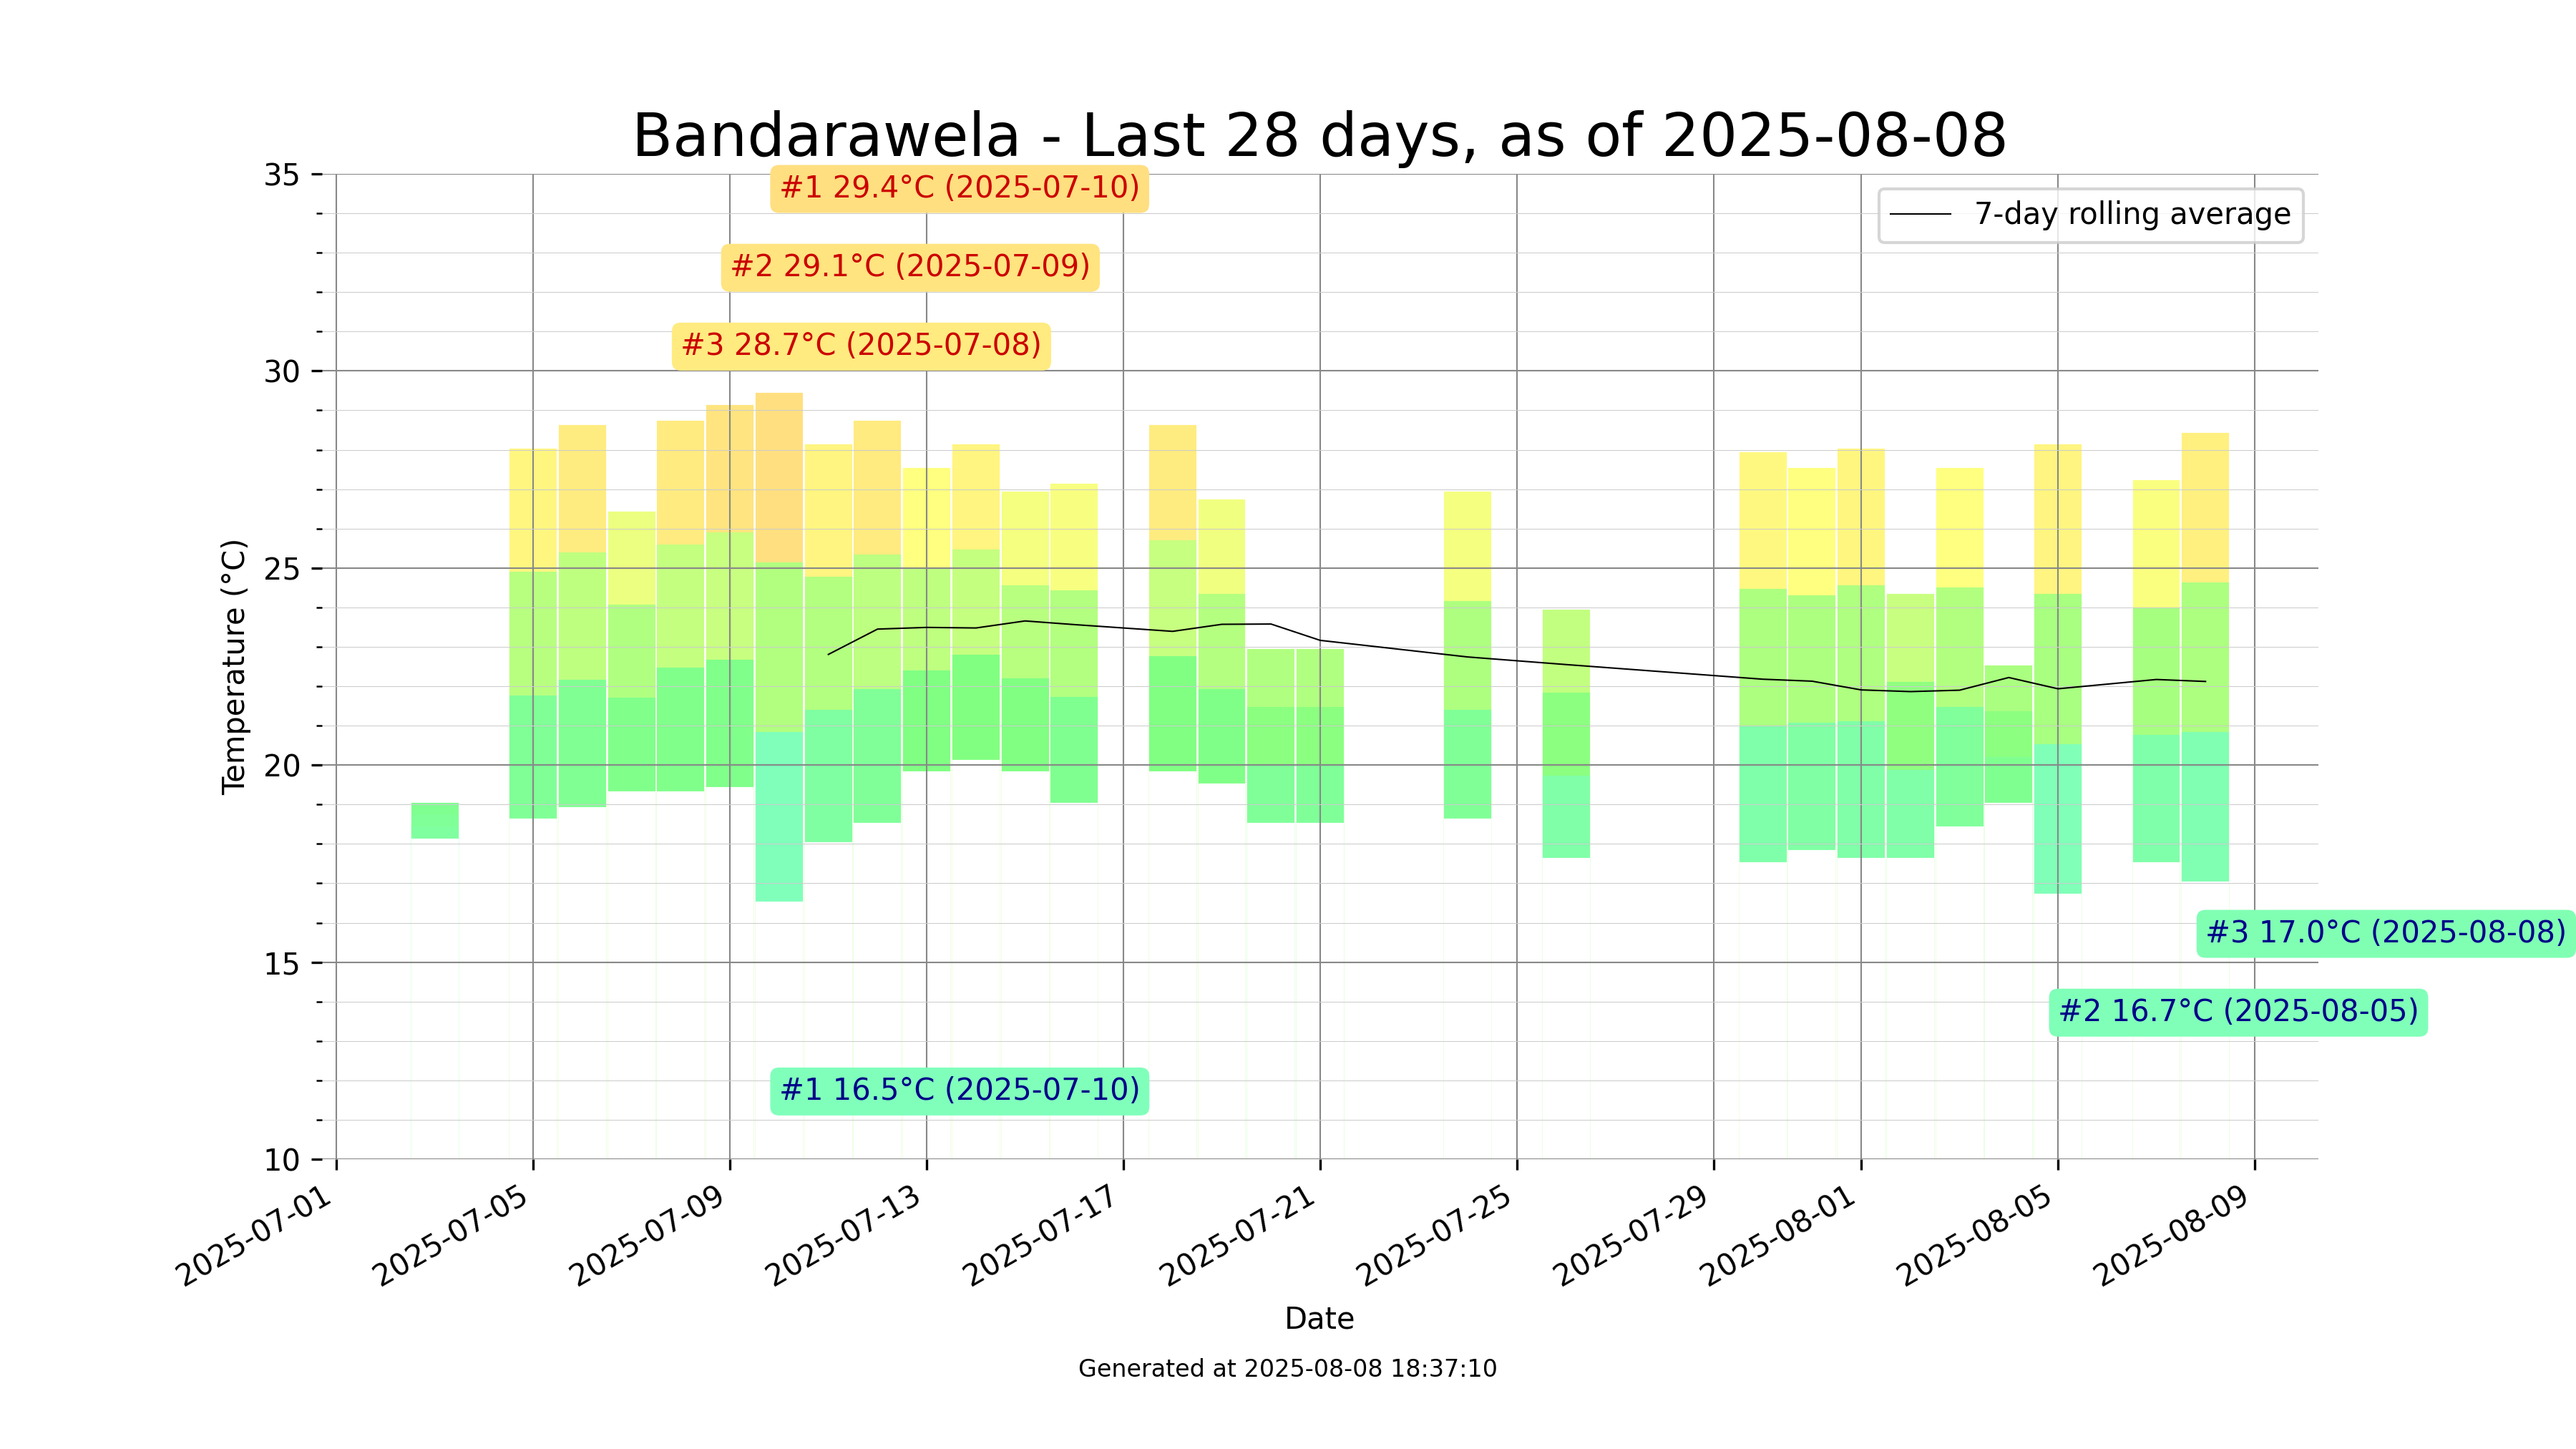 Bandarawela - Last 28 days, as of 2025-08-08
35
#1 29.4°C (2025-07-10)
7-day rolling average
#2 29.1°C (2025-07-09)
#3 28.7°C (2025-07-08)
30
25
Temperature (°C)
20
#3 17.0°C (2025-08-08)
15
#2 16.7°C (2025-08-05)
#1 16.5°C (2025-07-10)
10
2025-07-01
2025-07-05
2025-07-09
2025-07-13
2025-07-17
2025-07-21
2025-07-25
2025-07-29
2025-08-01
2025-08-05
2025-08-09
Date
Generated at 2025-08-08 18:37:10